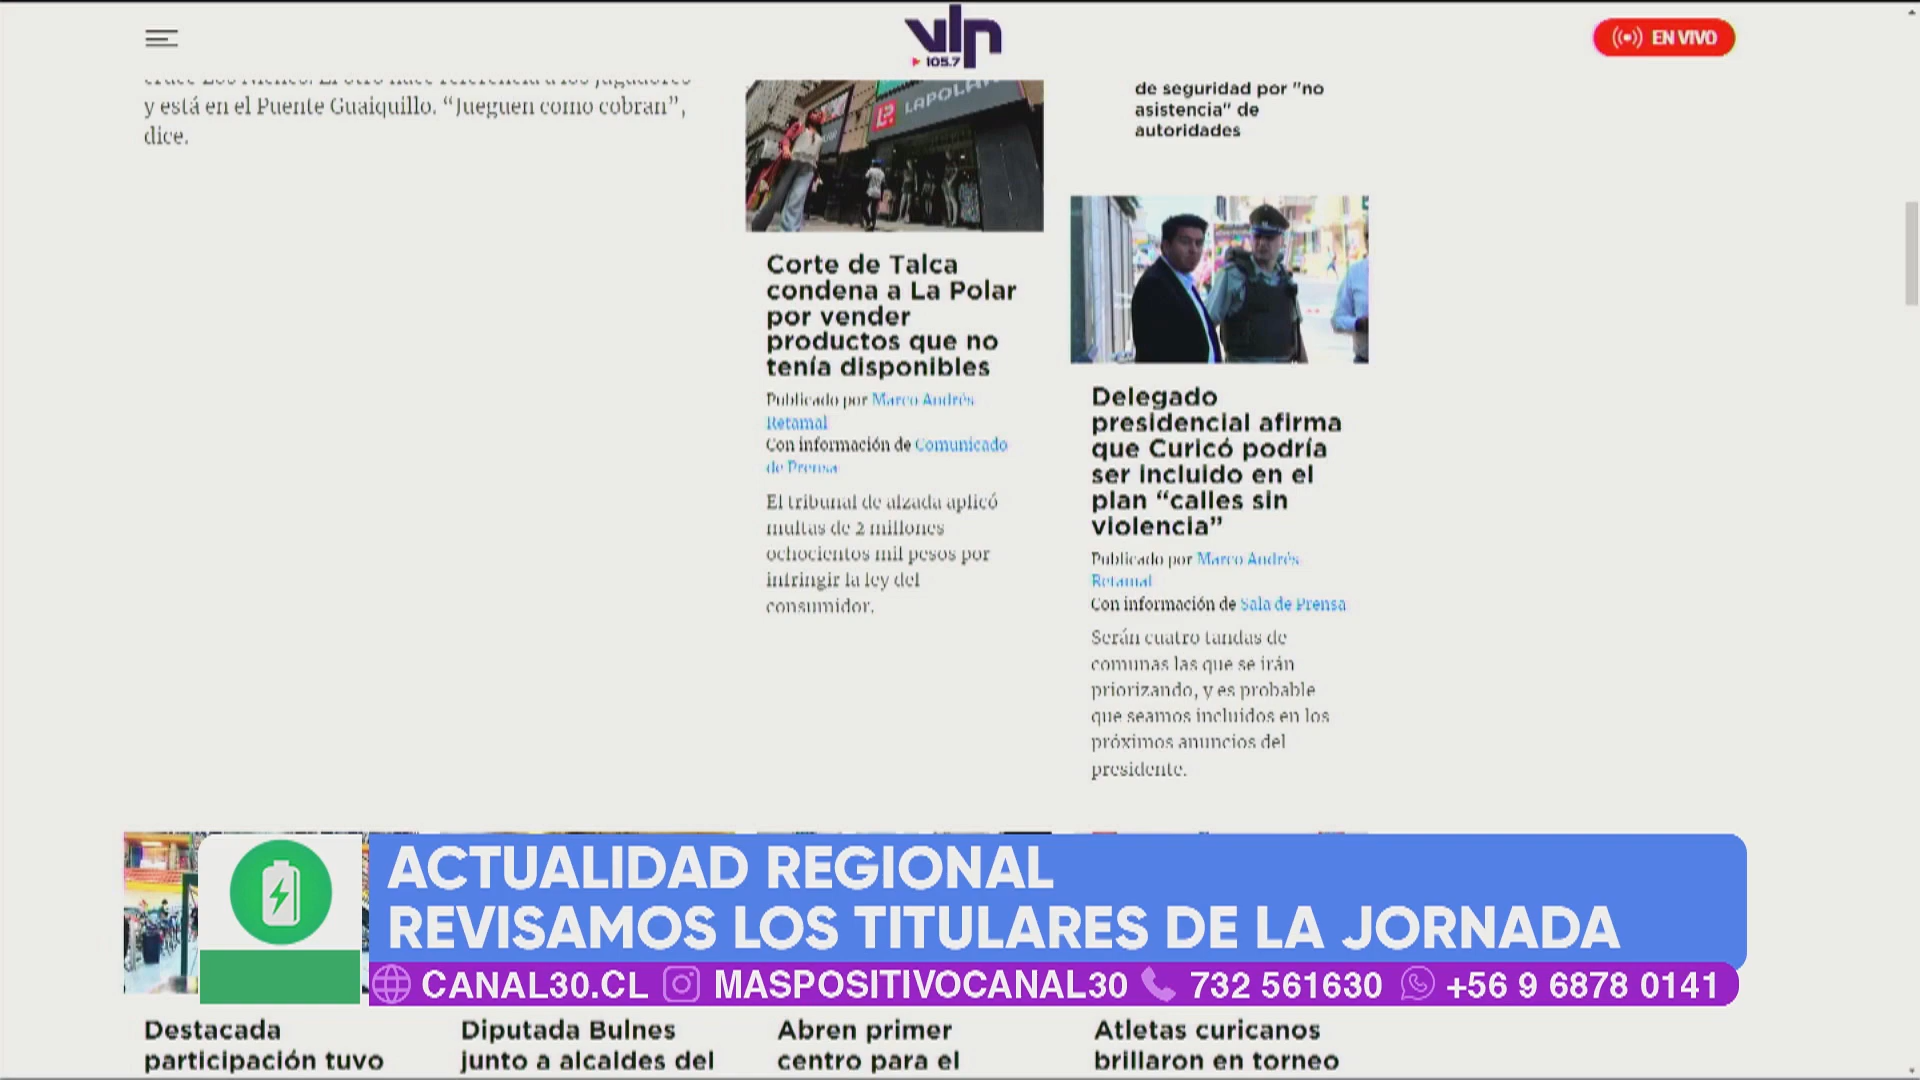 vln
105.7
EN VIVO
y está en el Puente Guaiquillo. “Jueguen como cobran”,
dice.
LAPOLAR
de seguridad por "no
asistencia" de
autoridades
Corte de Talca
condena a La Polar
por vender
productos que no
tenía disponibles
Publicado por Marco Andrés
Retamal
Con información de Comunicado
de Prensa
El tribunal de alzada aplicó
multas de 2 millones
ochocientos mil pesos por
infringir la ley del
consumidor.
Delegado
presidencial afirma
que Curicó podría
ser incluido en el
plan “calles sin
violencia”
Publicado por Marco Andrés
Retamal
Con información de Sala de Prensa
Serán cuatro tandas de
comunas las que se irán
priorizando, y es probable
que seamos incluidos en los
próximos anuncios del
presidente.
ACTUALIDAD REGIONAL
REVISAMOS LOS TITULARES DE LA JORNADA
CANAL30.CL MASPOSITIVOCANAL30 732 561630 +56 9 6878 0141
Destacada
participación tuvo
Diputada Bulnes
junto a alcaldes del
Abren primer
centro para el
Atletas curicanos
brillaron en torneo